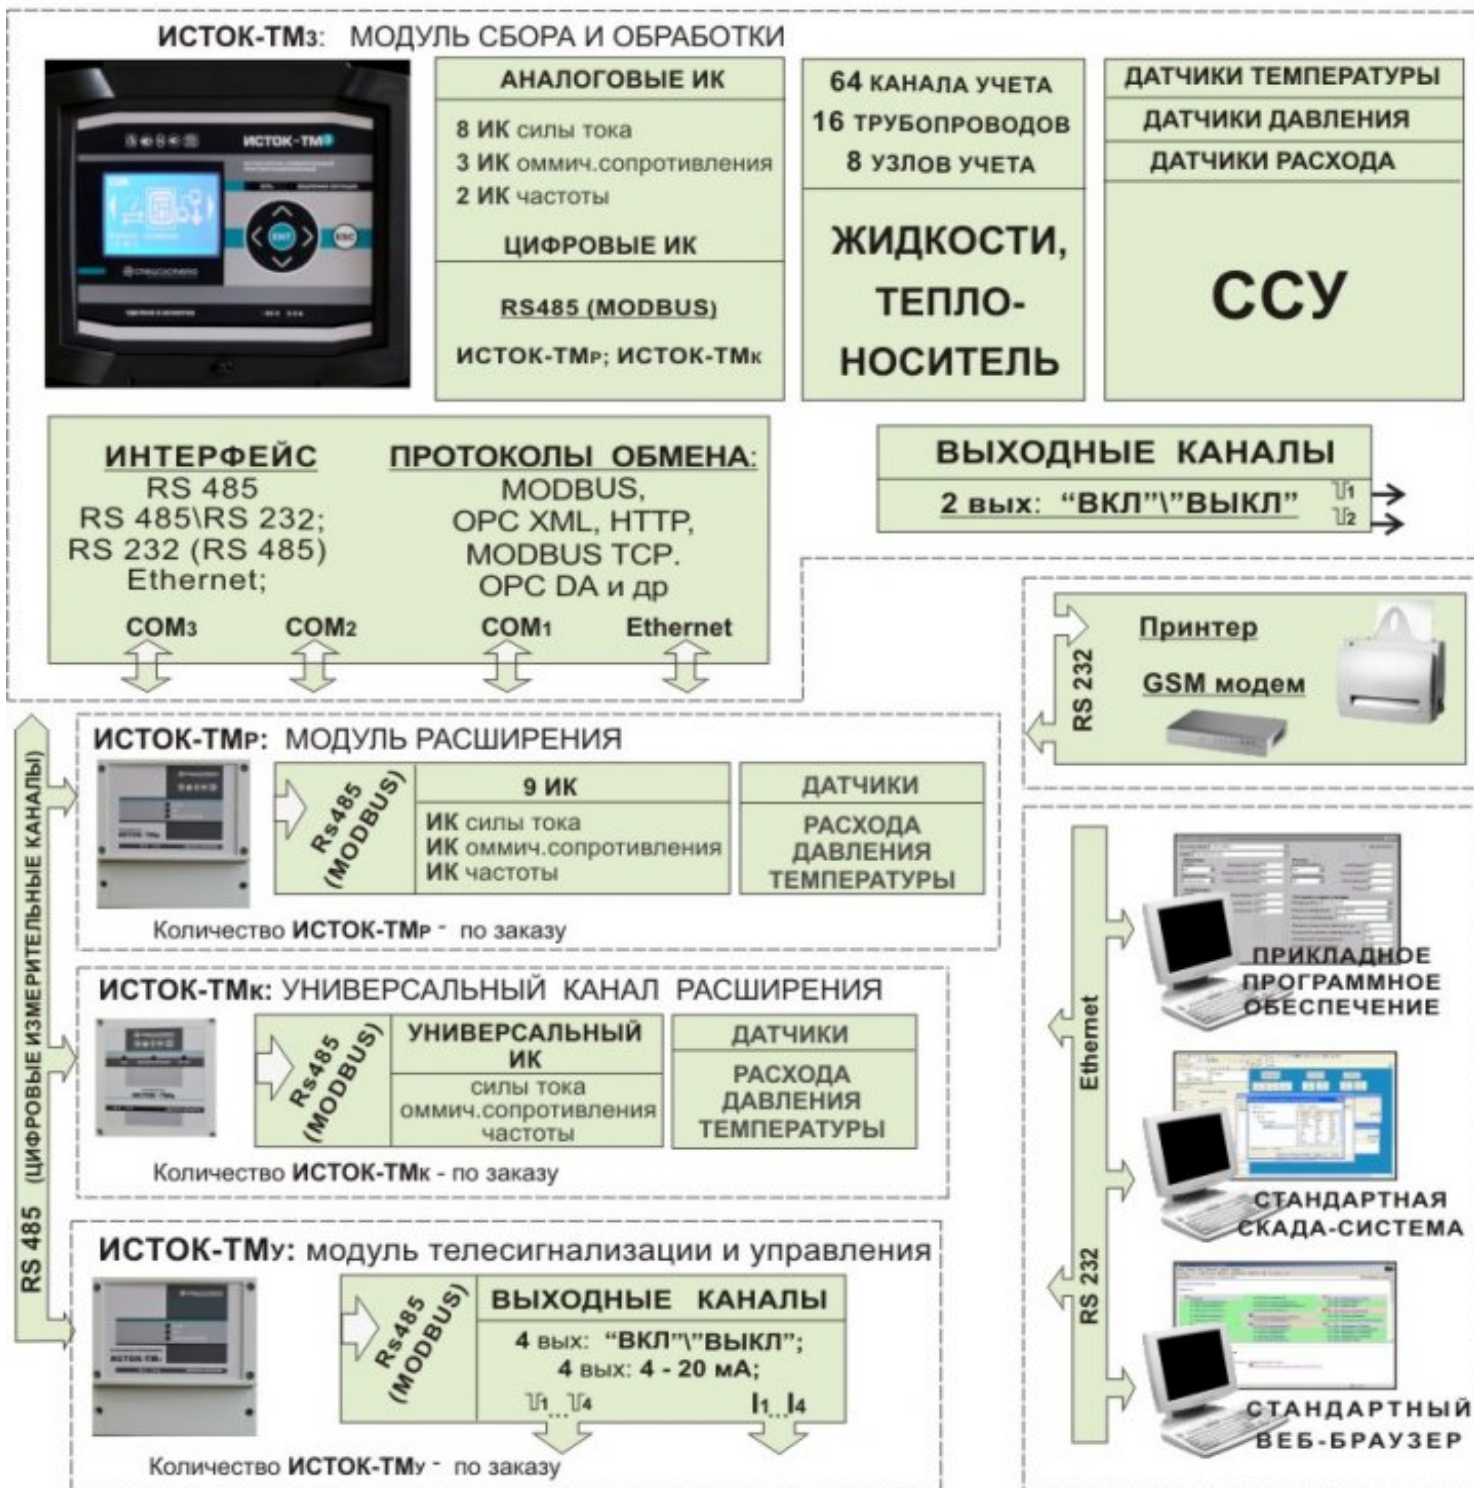 ИСТОК-ТМ3: МОДУЛЬ СБОРА И ОБРАБОТКИ
ИСТОК-ТМ3
ENT
ESC
АНАЛОГОВЫЕ ИК
8 ИК силы тока
3 ИК оммич.сопротивления
2 ИК частоты
ЦИФРОВЫЕ ИК
RS485 (MODBUS)
ИСТОК-ТМР; ИСТОК-ТМК
64 КАНАЛА УЧЕТА
16 ТРУБОПРОВОДОВ
8 УЗЛОВ УЧЕТА
ЖИДКОСТИ,
ТЕПЛО-
НОСИТЕЛЬ
ДАТЧИКИ ТЕМПЕРАТУРЫ
ДАТЧИКИ ДАВЛЕНИЯ
ДАТЧИКИ РАСХОДА
ССУ
ИНТЕРФЕЙС
RS 485
RS 485\RS 232;
RS 232 (RS 485)
Ethernet;
ПРОТОКОЛЫ ОБМЕНА:
MODBUS,
OPC XML, HTTP,
MODBUS TCP.
OPC DA и др
COM3 COM2 COM1 Ethernet
ВЫХОДНЫЕ КАНАЛЫ
2 вых: “ВКЛ”\”ВЫКЛ”
1
2
RS 232
Принтер
GSM модем
RS 485 (ЦИФРОВЫЕ ИЗМЕРИТЕЛЬНЫЕ КАНАЛЫ)
ИСТОК-ТМР: МОДУЛЬ РАСШИРЕНИЯ
Rs485
(MODBUS)
9 ИК
ИК силы тока
ИК оммич.сопротивления
ИК частоты
ДАТЧИКИ
РАСХОДА
ДАВЛЕНИЯ
ТЕМПЕРАТУРЫ
Количество ИСТОК-ТМР - по заказу
ИСТОК-ТМК: УНИВЕРСАЛЬНЫЙ КАНАЛ РАСШИРЕНИЯ
Rs485
(MODBUS)
УНИВЕРСАЛЬНЫЙ
ИК
силы тока
оммич.сопротивления
частоты
ДАТЧИКИ
РАСХОДА
ДАВЛЕНИЯ
ТЕМПЕРАТУРЫ
Количество ИСТОК-ТМК - по заказу
ИСТОК-ТМУ: модуль телесигнализации и управления
Rs485
(MODBUS)
ВЫХОДНЫЕ КАНАЛЫ
4 вых: “ВКЛ”\”ВЫКЛ”;
4 вых: 4 - 20 мА;
1...4 I1...I4
Количество ИСТОК-ТМУ - по заказу
Ethernet
RS 232
ПРИКЛАДНОЕ
ПРОГРАММНОЕ
ОБЕСПЕЧЕНИЕ
СТАНДАРТНАЯ
СКАДА-СИСТЕМА
СТАНДАРТНЫЙ
ВЕБ-БРАУЗЕР